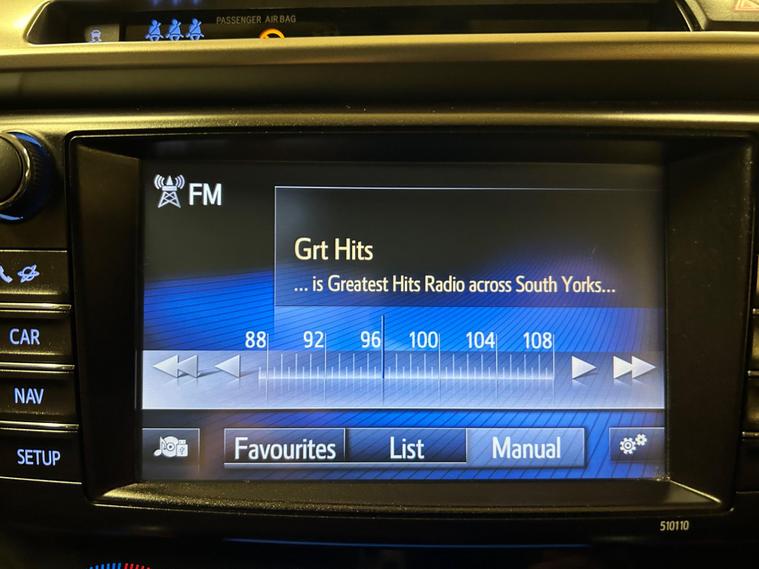 PASSENGER AIR BAG
FM
Grt Hits
... is Greatest Hits Radio across South Yorks...
88 92 96 100 104 108
CAR
NAV
SETUP
Favourites List Manual
510110